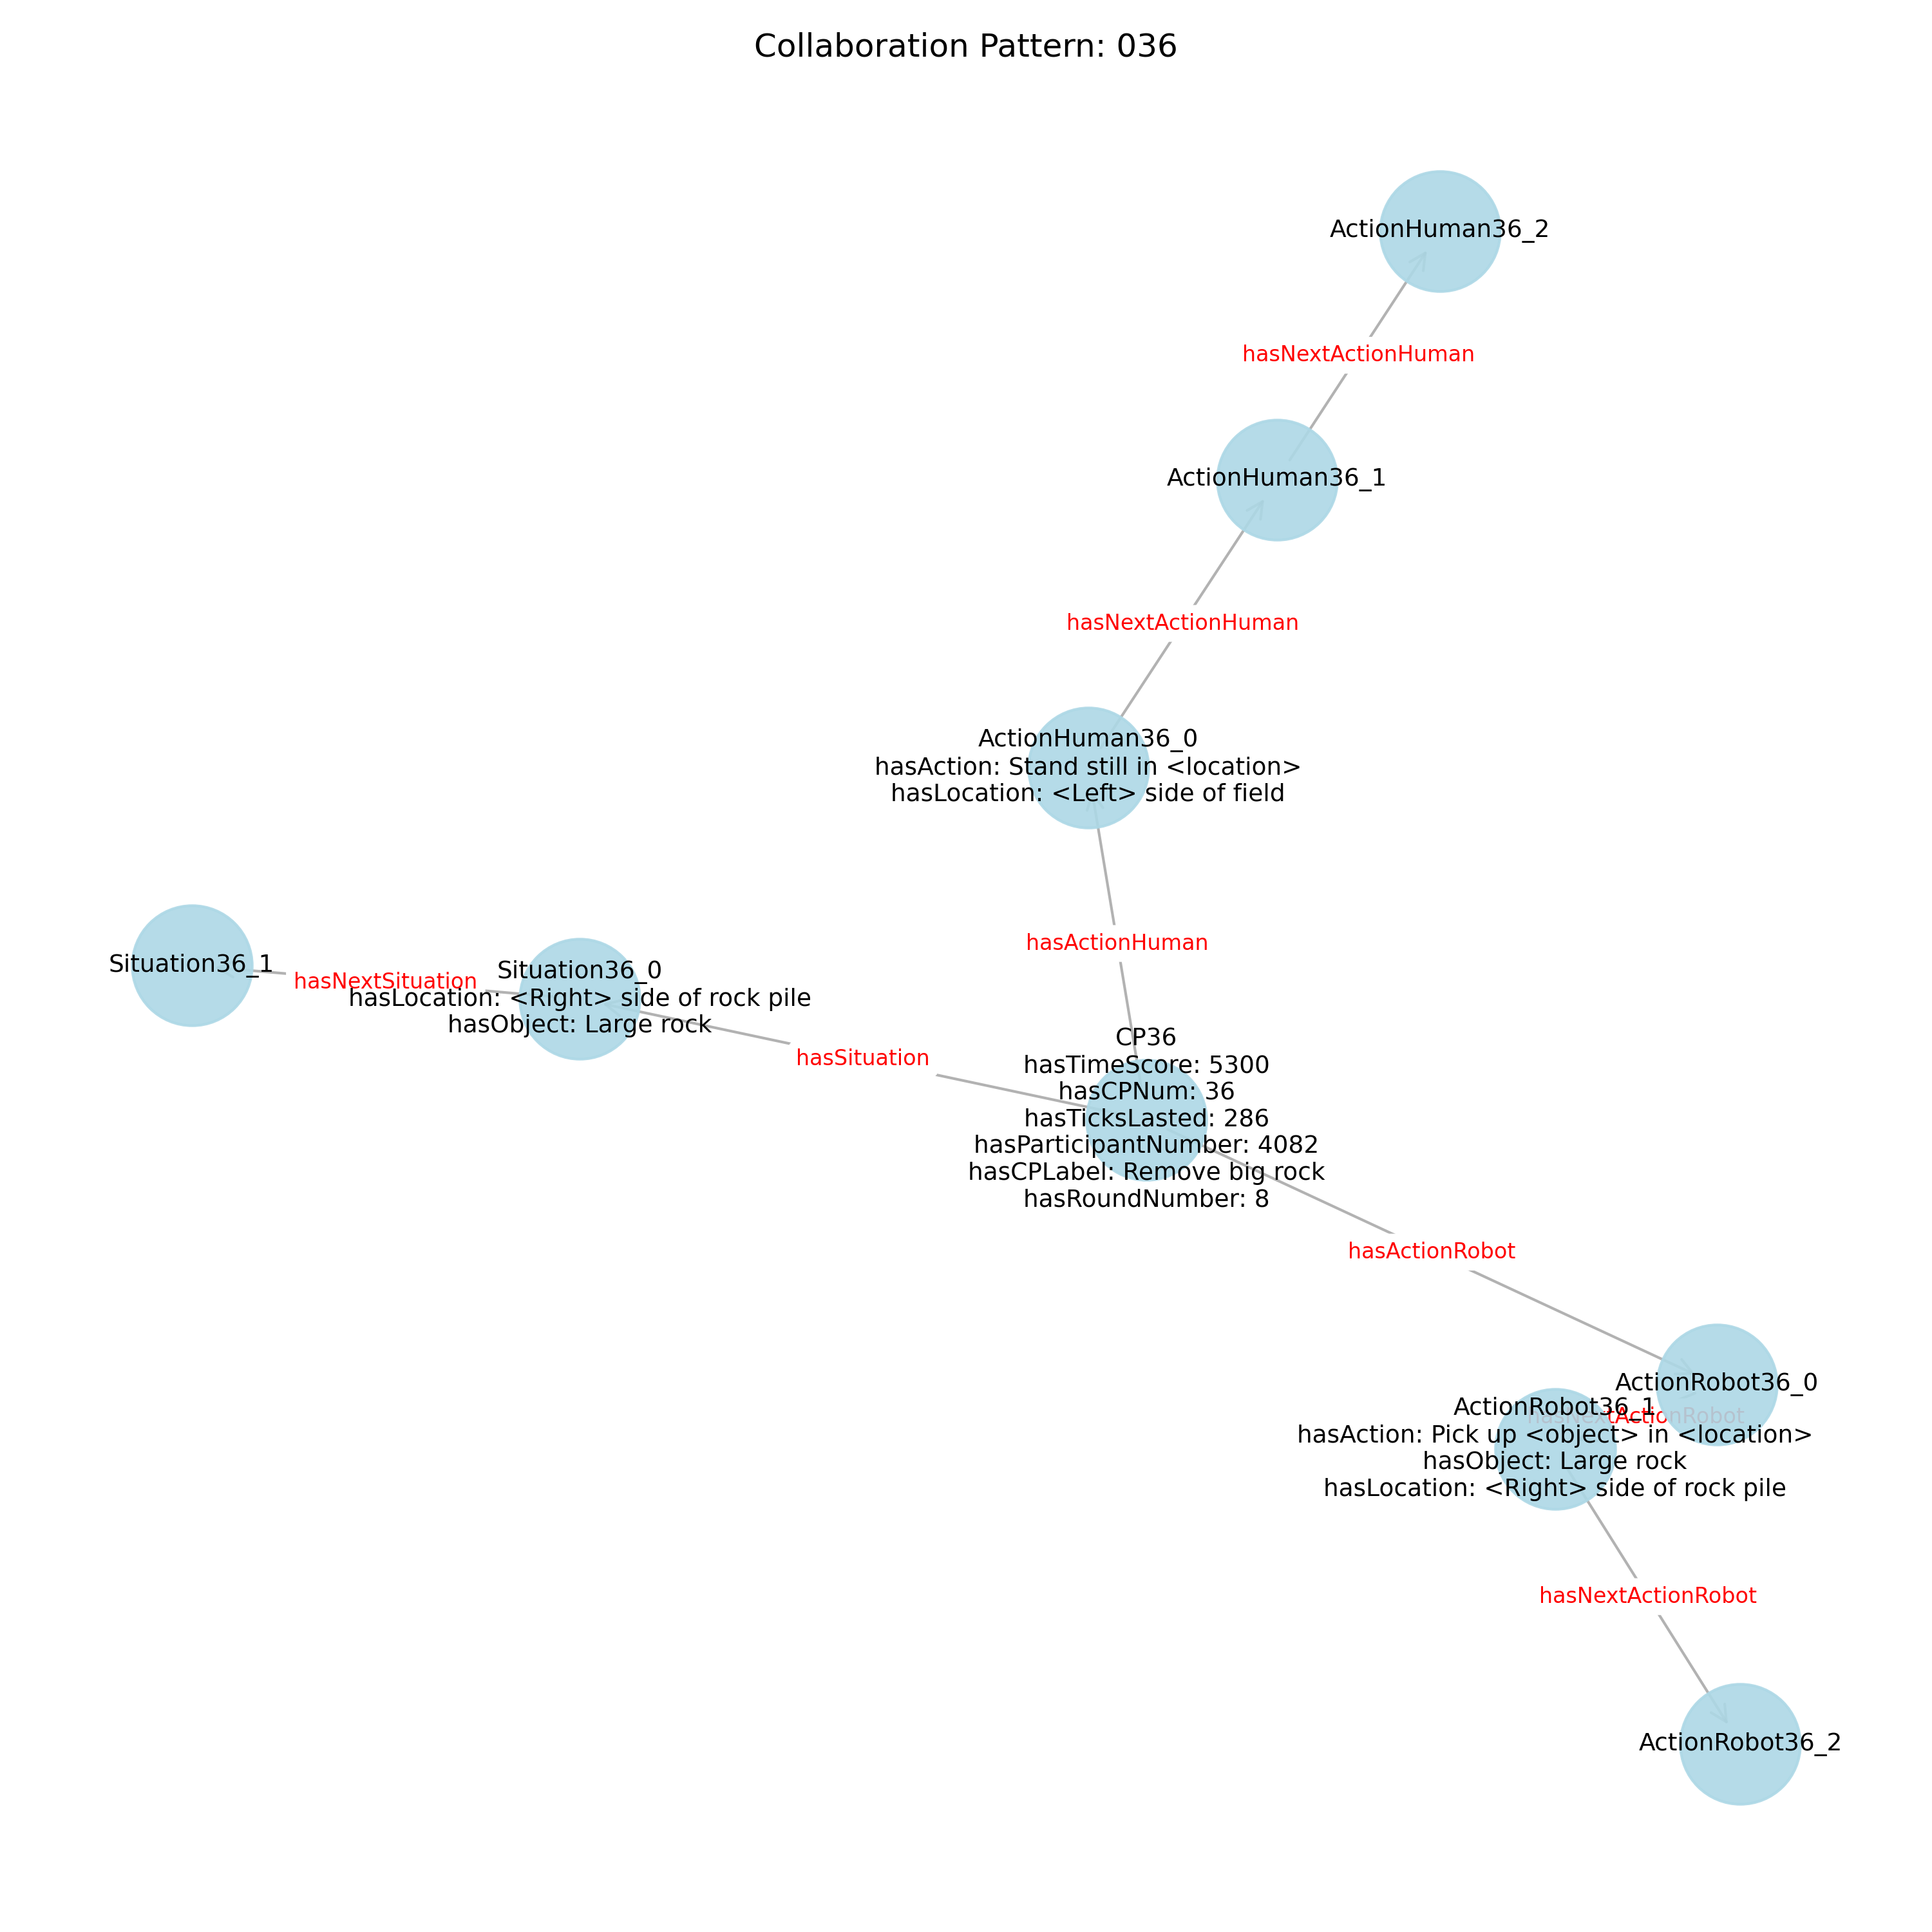 Collaboration Pattern: 036
ActionHuman36_2
hasNextActionHuman
ActionHuman36_1
hasNextActionHuman
ActionHuman36_0
hasAction: Stand still in <location>
hasLocation: <Left> side of field
hasActionHuman
Situation36_1
hasNextSituation
Situation36_0
hasLocation: <Right> side of rock pile
hasObject: Large rock
hasSituation
CP36
hasTimeScore: 5300
hasCPNum: 36
hasTicksLasted: 286
hasParticipantNumber: 4082
hasCPLabel: Remove big rock
hasRoundNumber: 8
hasActionRobot
ActionRobot36_0
hasNextActionRobot
ActionRobot36_1
hasAction: Pick up <object> in <location>
hasObject: Large rock
hasLocation: <Right> side of rock pile
hasNextActionRobot
ActionRobot36_2